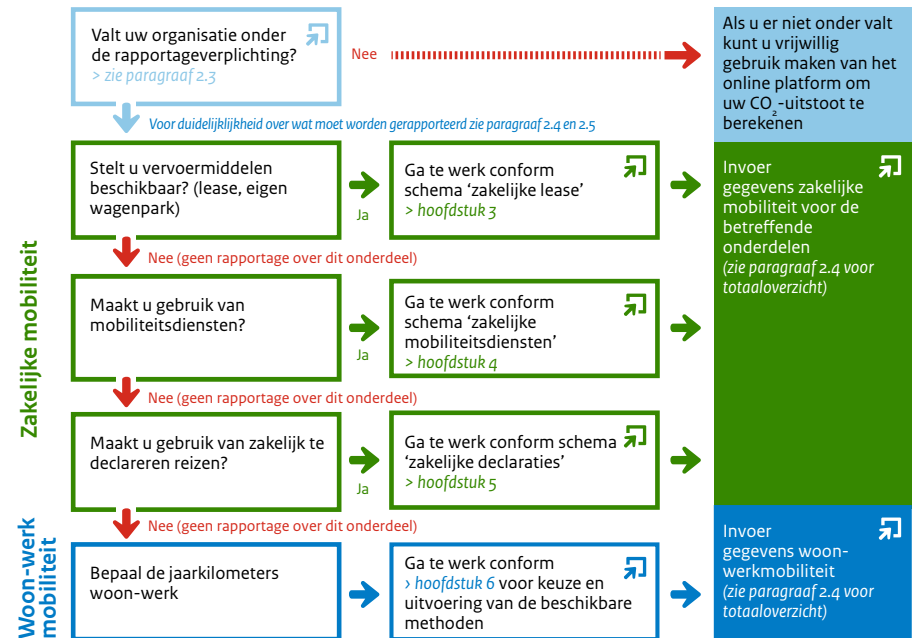 Valt uw organisatie onder
de rapportageverplichting?
> zie paragraaf 2.3
Nee
Als u er niet onder valt
kunt u vrijwillig
gebruik maken van het
online platform om
uw CO₂-uitstoot te
berekenen
Voor duidelijklijkheid over wat moet worden gerapporteerd zie paragraaf 2.4 en 2.5
Zakelijke mobiliteit
Stelt u vervoermiddelen
beschikbaar? (lease, eigen
wagenpark)
Ja
Ga te werk conform
schema ‘zakelijke lease’
> hoofdstuk 3
Invoer
gegevens zakelijke
mobiliteit voor de
betreffende
onderdelen
(zie paragraaf 2.4 voor
totaaloverzicht)
Nee (geen rapportage over dit onderdeel)
Maakt u gebruik van
mobiliteitsdiensten?
Ja
Ga te werk conform
schema ‘zakelijke
mobiliteitsdiensten’
> hoofdstuk 4
Nee (geen rapportage over dit onderdeel)
Maakt u gebruik van zakelijk te
declareren reizen?
Ja
Ga te werk conform schema
‘zakelijke declaraties’
> hoofdstuk 5
Nee (geen rapportage over dit onderdeel)
Woon-werk
mobiliteit
Bepaal de jaarkilometers
woon-werk
Ga te werk conform
› hoofdstuk 6 voor keuze en
uitvoering van de beschikbare
methoden
Invoer
gegevens woon-
werkmobiliteit
(zie paragraaf 2.4 voor
totaaloverzicht)